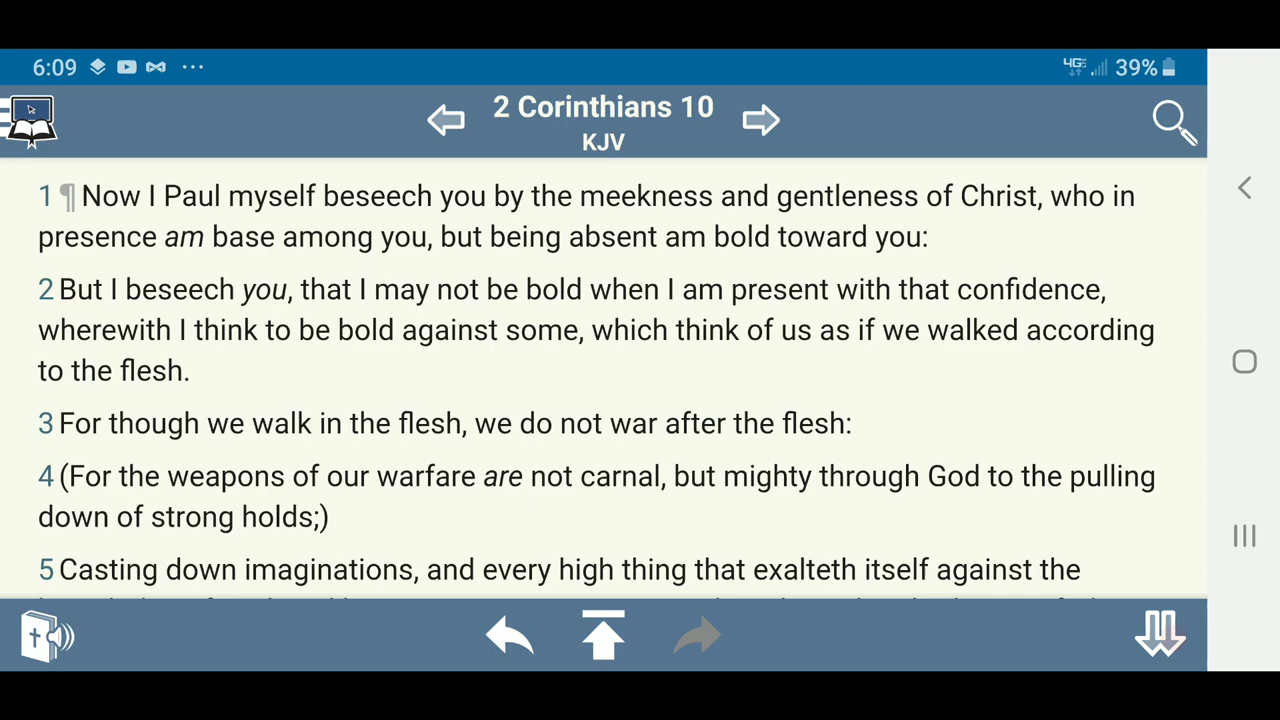 6:09
4G 39%
2 Corinthians 10
KJV
1 ¶ Now I Paul myself beseech you by the meekness and gentleness of Christ, who in
presence am base among you, but being absent am bold toward you:
2 But I beseech you, that I may not be bold when I am present with that confidence,
wherewith I think to be bold against some, which think of us as if we walked according
to the flesh.
3 For though we walk in the flesh, we do not war after the flesh:
4 (For the weapons of our warfare are not carnal, but mighty through God to the pulling
down of strong holds;)
5 Casting down imaginations, and every high thing that exalteth itself against the